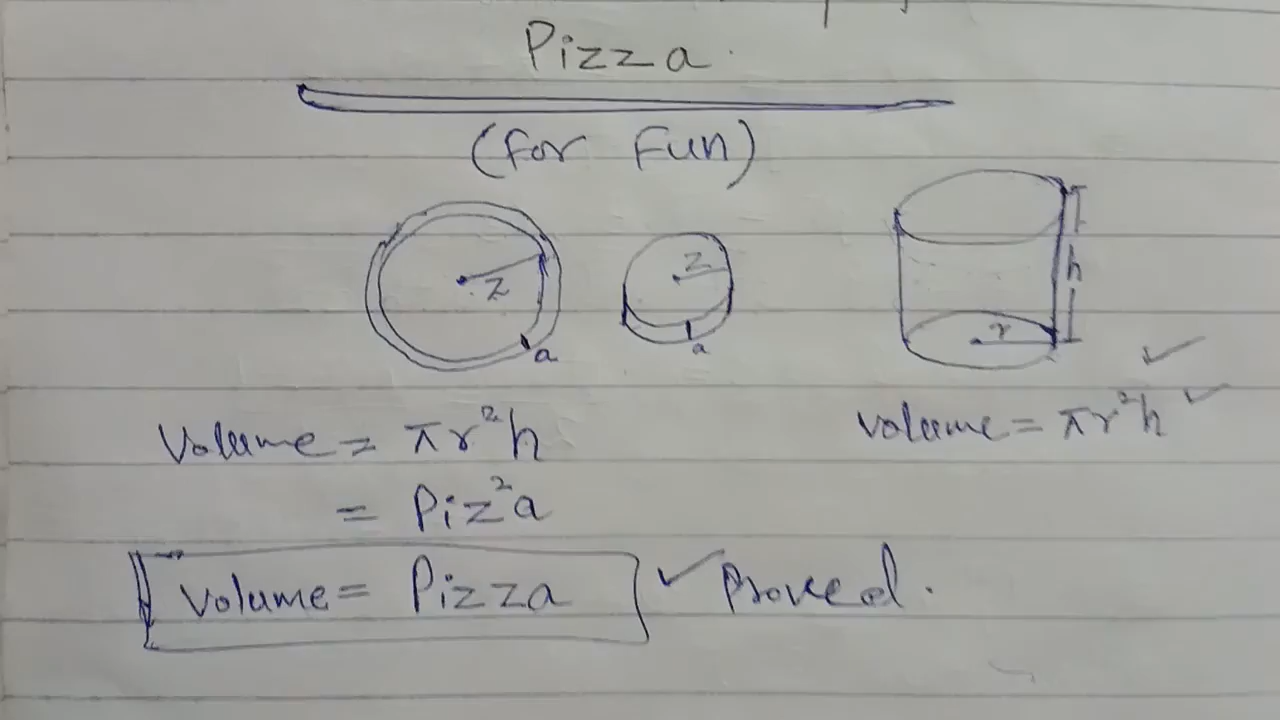 Pizza
(For Fun)
z
a
z
a
h
r
Volume = πr²h
Volume = πr²h
= Piz²a
Volume = Pizza
Proved.